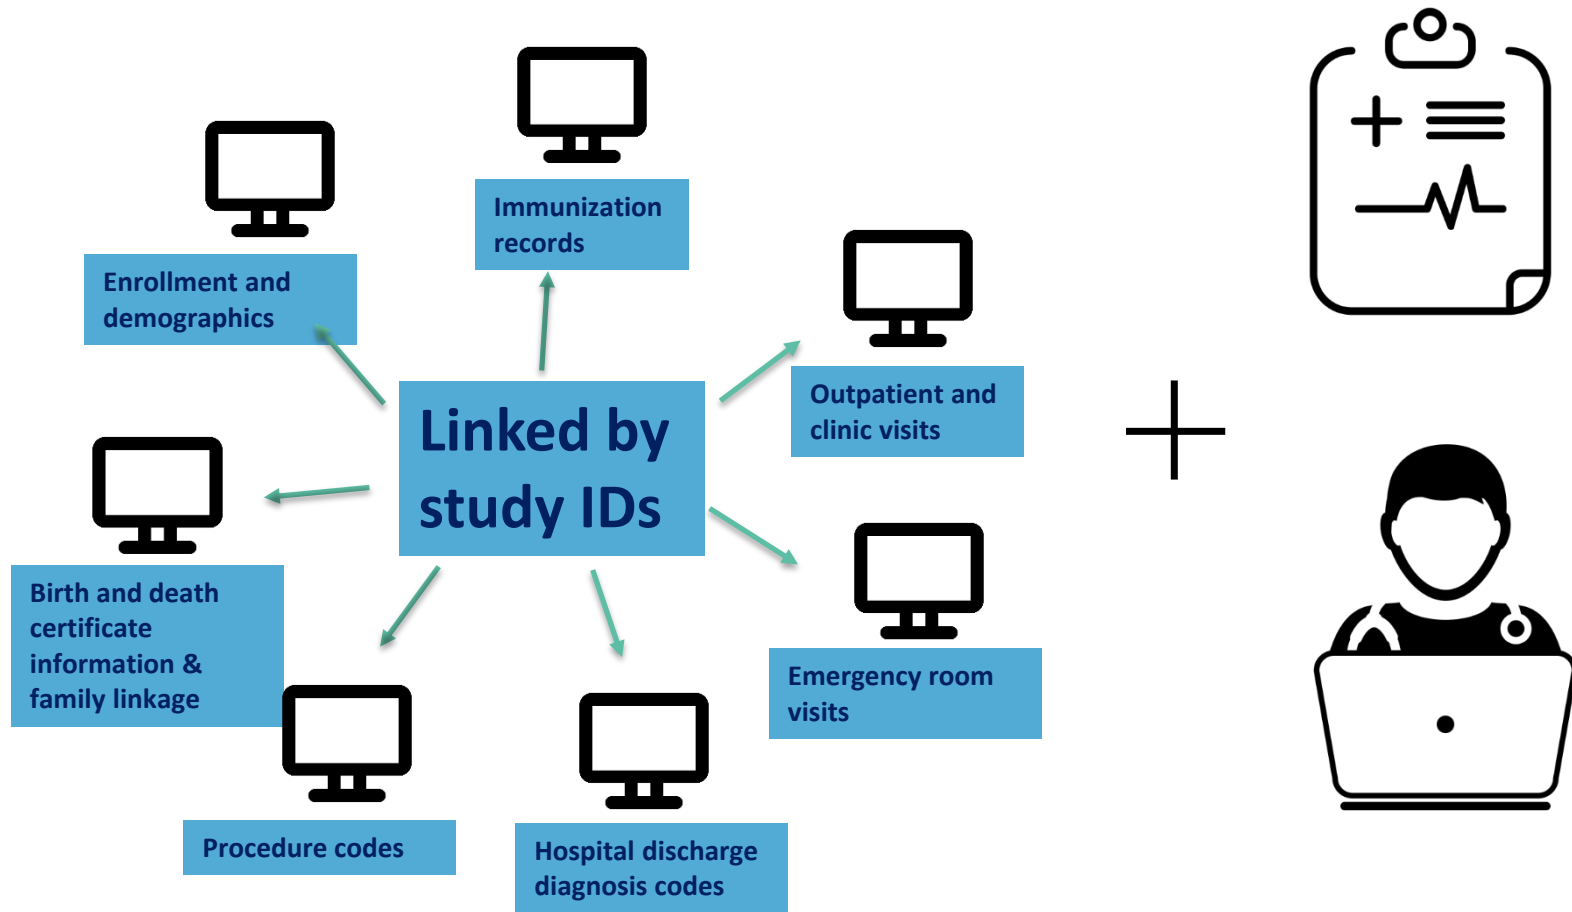 Immunization
records
Enrollment and
demographics
Outpatient and
clinic visits
Linked by
study IDs
Birth and death
certificate
information &
family linkage
Emergency room
visits
Procedure codes
Hospital discharge
diagnosis codes